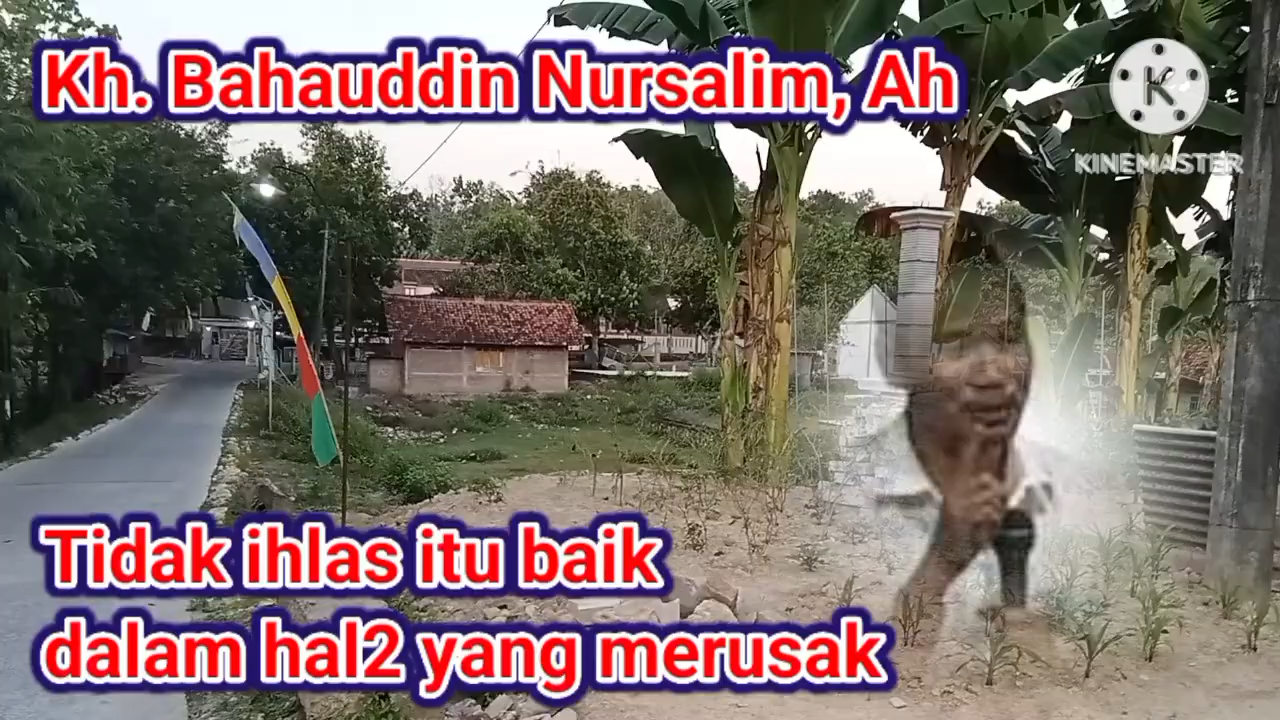 Kh. Bahauddin Nursalim, Ah
K
KINEMASTER
Tidak ihlas itu baik
dalam hal2 yang merusak